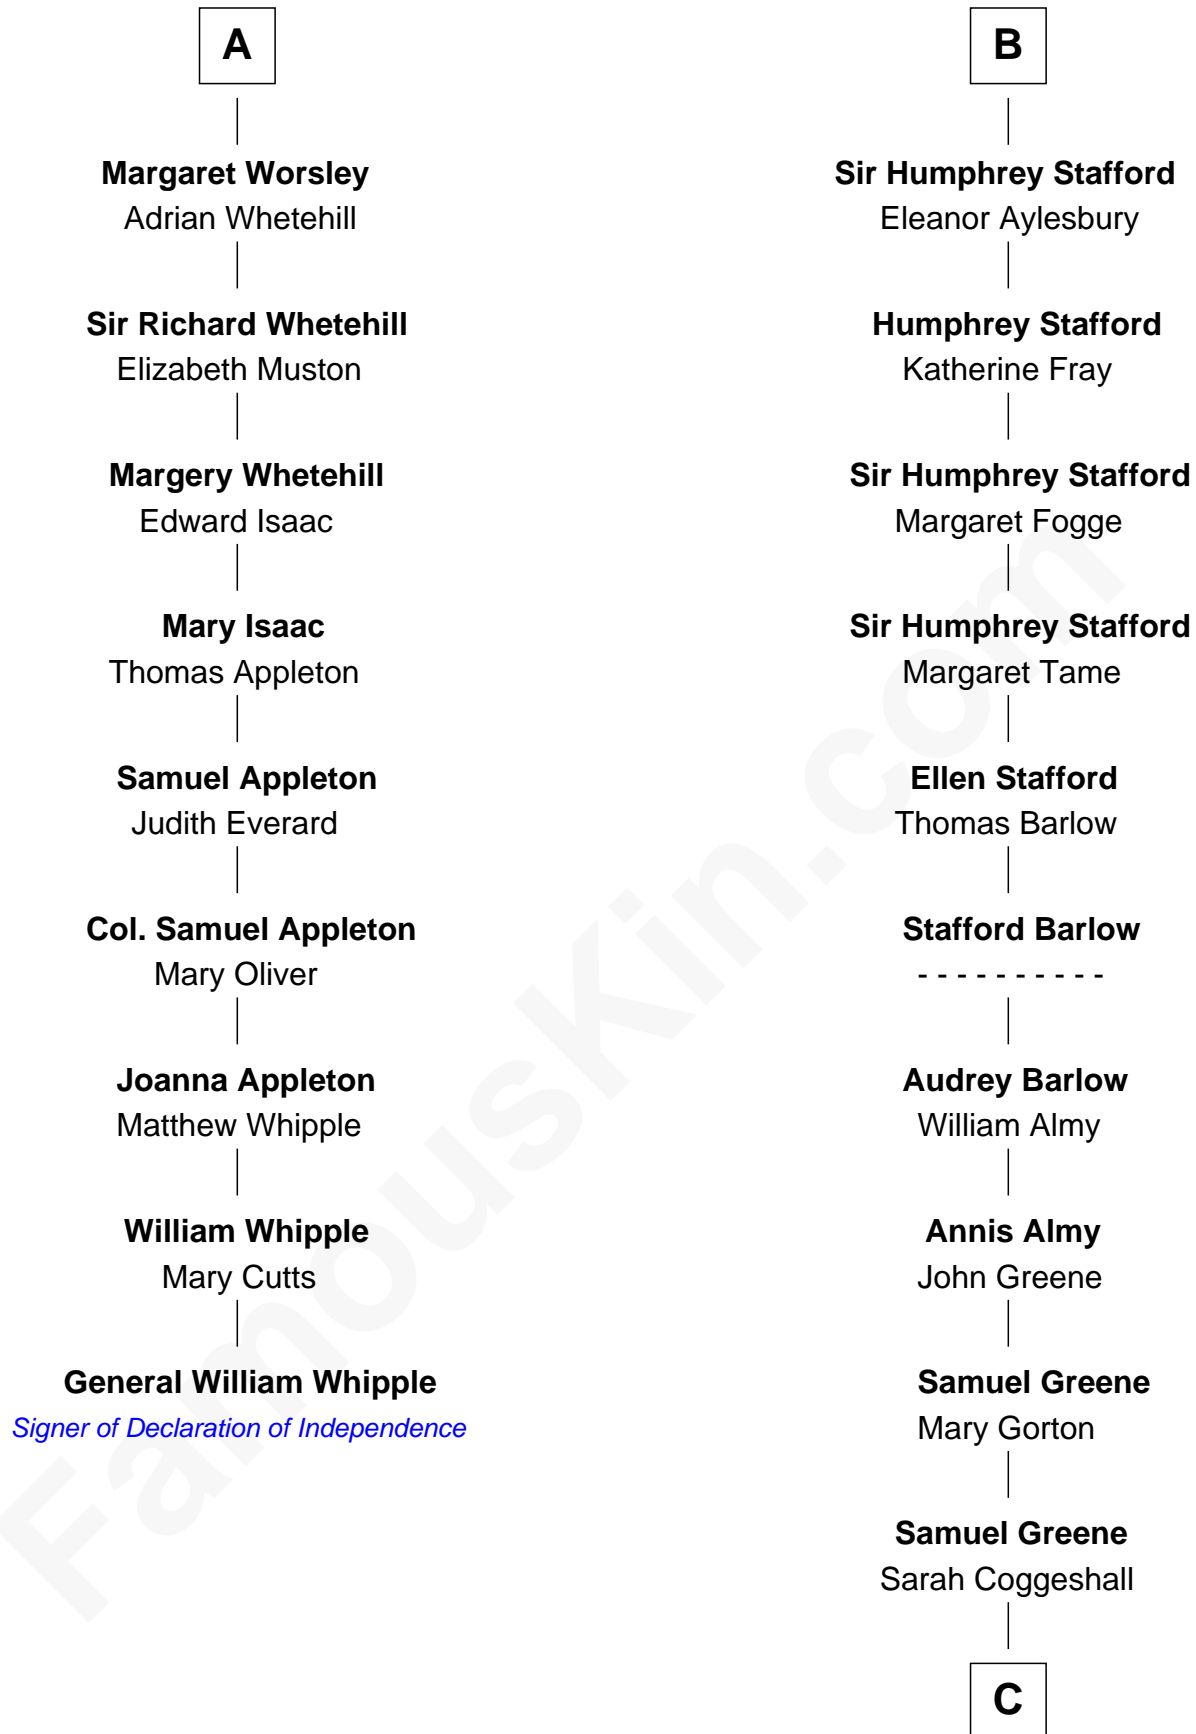 A
Margaret Worsley
Adrian Whetehill
Sir Richard Whetehill
Elizabeth Muston
Margery Whetehill
Edward Isaac
Mary Isaac
Thomas Appleton
Samuel Appleton
Judith Everard
Col. Samuel Appleton
Mary Oliver
Joanna Appleton
Matthew Whipple
William Whipple
Mary Cutts
General William Whipple
Signer of Declaration of Independence
B
Sir Humphrey Stafford
Eleanor Aylesbury
Humphrey Stafford
Katherine Fray
Sir Humphrey Stafford
Margaret Fogge
Sir Humphrey Stafford
Margaret Tame
Ellen Stafford
Thomas Barlow
Stafford Barlow
- - - - - - - - - -
Audrey Barlow
William Almy
Annis Almy
John Greene
Samuel Greene
Mary Gorton
Samuel Greene
Sarah Coggeshall
C
FamousKin.com